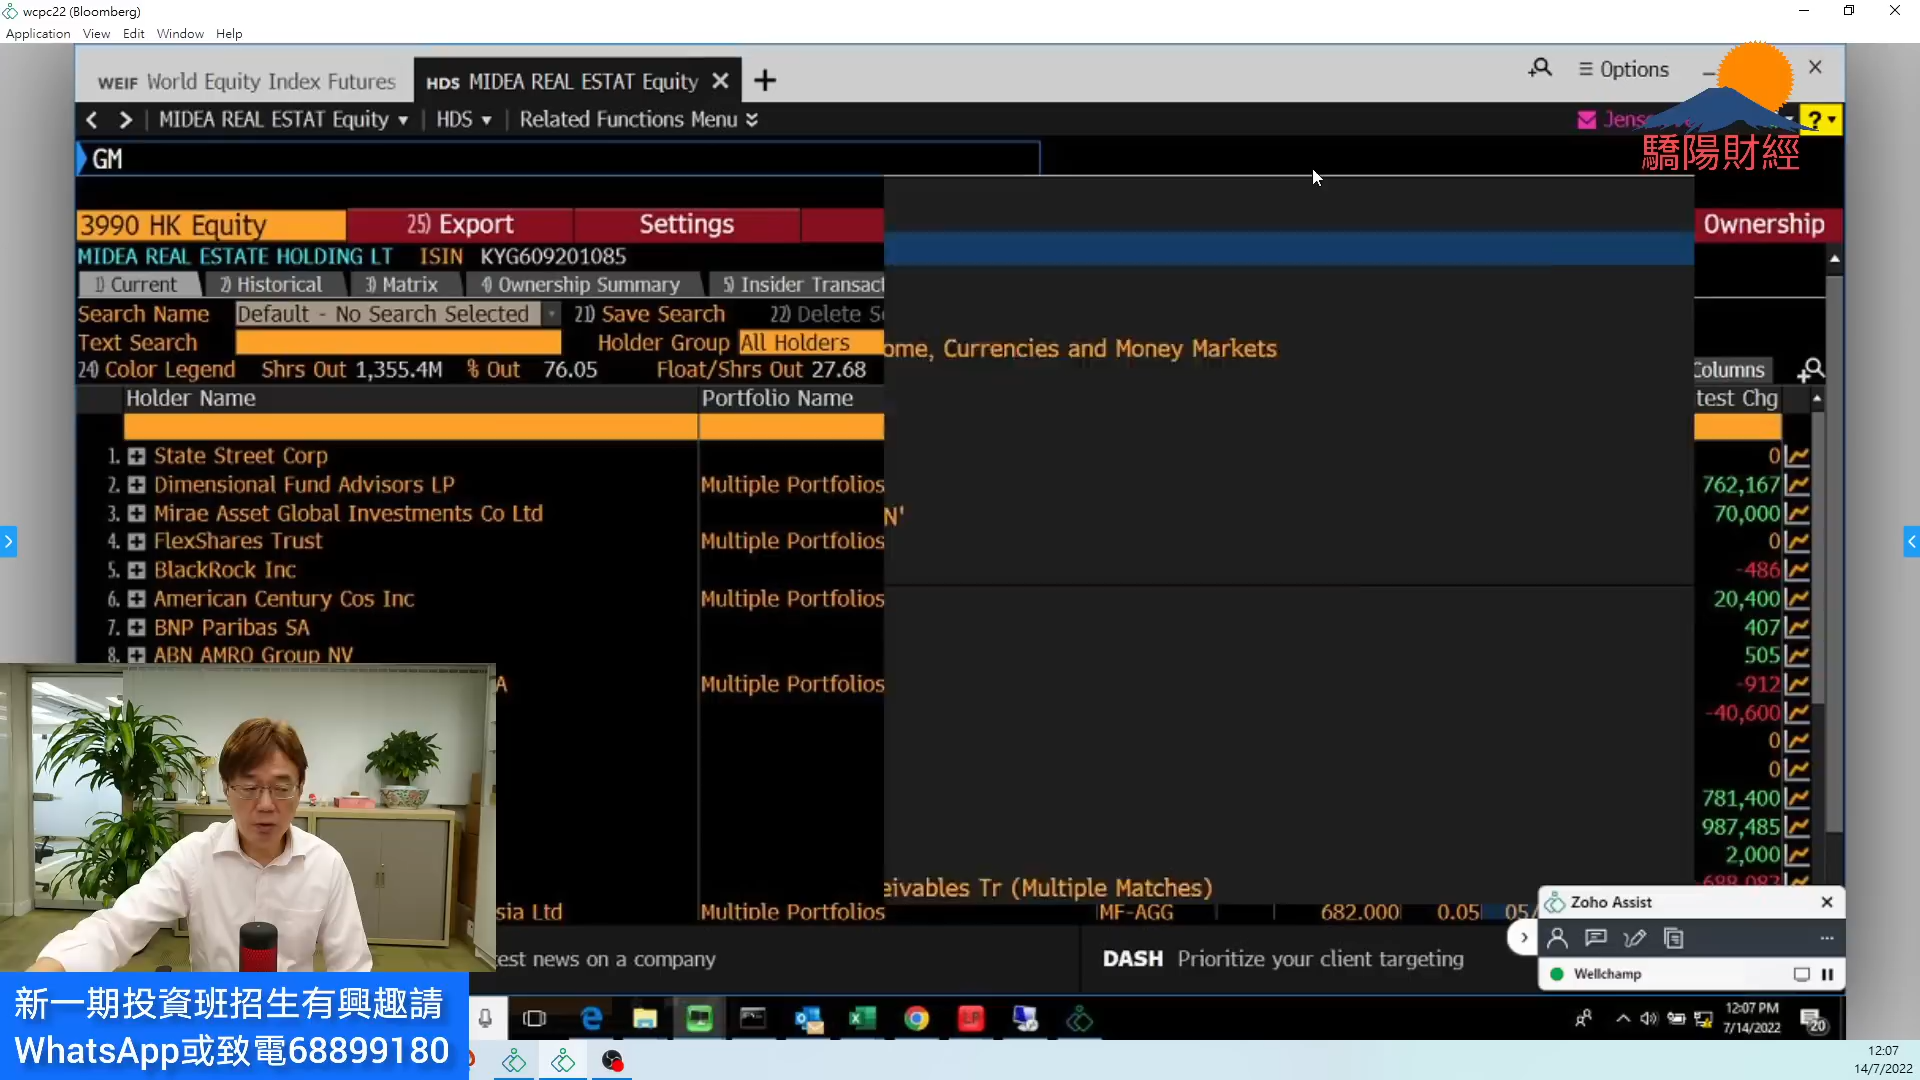 wcpc22 (Bloomberg)
Application View Edit Window Help
WEIF World Equity Index Futures
HDS MIDEA REAL ESTAT Equity
Options
MIDEA REAL ESTAT Equity
HDS
Related Functions Menu
驕陽財經
GM
3990 HK Equity
25) Export
Settings
Ownership
MIDEA REAL ESTATE HOLDING LT ISIN KYG609201085
1) Current 2) Historical 3) Matrix 4) Ownership Summary 5) Insider Transact
Search Name Default - No Search Selected 21) Save Search 22) Delete
Text Search Holder Group All Holders
ome, Currencies and Money Markets
24) Color Legend Shrs Out 1,355.4M % Out 76.05 Float/Shrs Out 27.68
Columns
Holder Name Portfolio Name test Chg
1. State Street Corp 0
2. Dimensional Fund Advisors LP Multiple Portfolios 762,167
3. Mirae Asset Global Investments Co Ltd N' 70,000
4. FlexShares Trust Multiple Portfolios 0
5. BlackRock Inc -486
6. American Century Cos Inc Multiple Portfolios 20,400
7. BNP Paribas SA 407
8. ABN AMRO Group NV 505
A Multiple Portfolios -912
-40,600
0
0
781,400
987,485
2,000
eivables Tr (Multiple Matches)
sia Ltd Multiple Portfolios MF-AGG 682.000 0.05 05/
test news on a company
DASH Prioritize your client targeting
Zoho Assist
Wellchamp
新一期投資班招生有興趣請
WhatsApp或致電68899180
12:07 PM
7/14/2022
20
12:07
14/7/2022